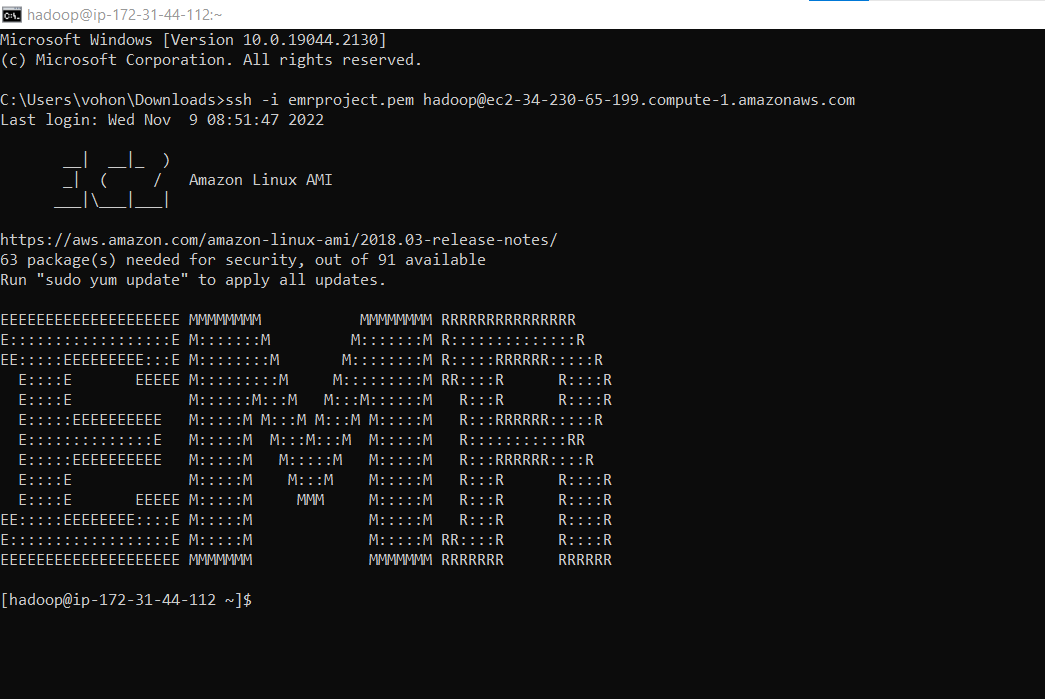 hadoop@ip-172-31-44-112:~
Microsoft Windows [Version 10.0.19044.2130]
(c) Microsoft Corporation. All rights reserved.
C:\Users\vohon\Downloads>ssh -i emrproject.pem hadoop@ec2-34-230-65-199.compute-1.amazonaws.com
Last login: Wed Nov  9 08:51:47 2022
       __|  __|_  )
       _|  (     /   Amazon Linux AMI
      ___|\___|___|
https://aws.amazon.com/amazon-linux-ami/2018.03-release-notes/
63 package(s) needed for security, out of 91 available
Run "sudo yum update" to apply all updates.
EEEEEEEEEEEEEEEEEEEE MMMMMMMM           MMMMMMMM RRRRRRRRRRRRRRR
E::::::::::::::::::E M:::::::M         M:::::::M R::::::::::::::R
EE:::::EEEEEEEEE:::E M::::::::M       M::::::::M R:::::RRRRRR:::::R
  E::::E       EEEEE M:::::::::M     M:::::::::M RR::::R      R::::R
  E::::E             M::::::M:::M   M:::M::::::M   R:::R      R::::R
  E:::::EEEEEEEEEE   M:::::M M:::M M:::M M:::::M   R:::RRRRRR:::::R
  E::::::::::::::E   M:::::M  M:::M:::M  M:::::M   R:::::::::::RR
  E:::::EEEEEEEEEE   M:::::M   M:::::M   M:::::M   R:::RRRRRR::::R
  E::::E             M:::::M    M:::M    M:::::M   R:::R      R::::R
  E::::E       EEEEE M:::::M     MMM     M:::::M   R:::R      R::::R
EE:::::EEEEEEEE::::E M:::::M             M:::::M   R:::R      R::::R
E::::::::::::::::::E M:::::M             M:::::M RR::::R      R::::R
EEEEEEEEEEEEEEEEEEEE MMMMMMM             MMMMMMM RRRRRRR      RRRRRR
[hadoop@ip-172-31-44-112 ~]$